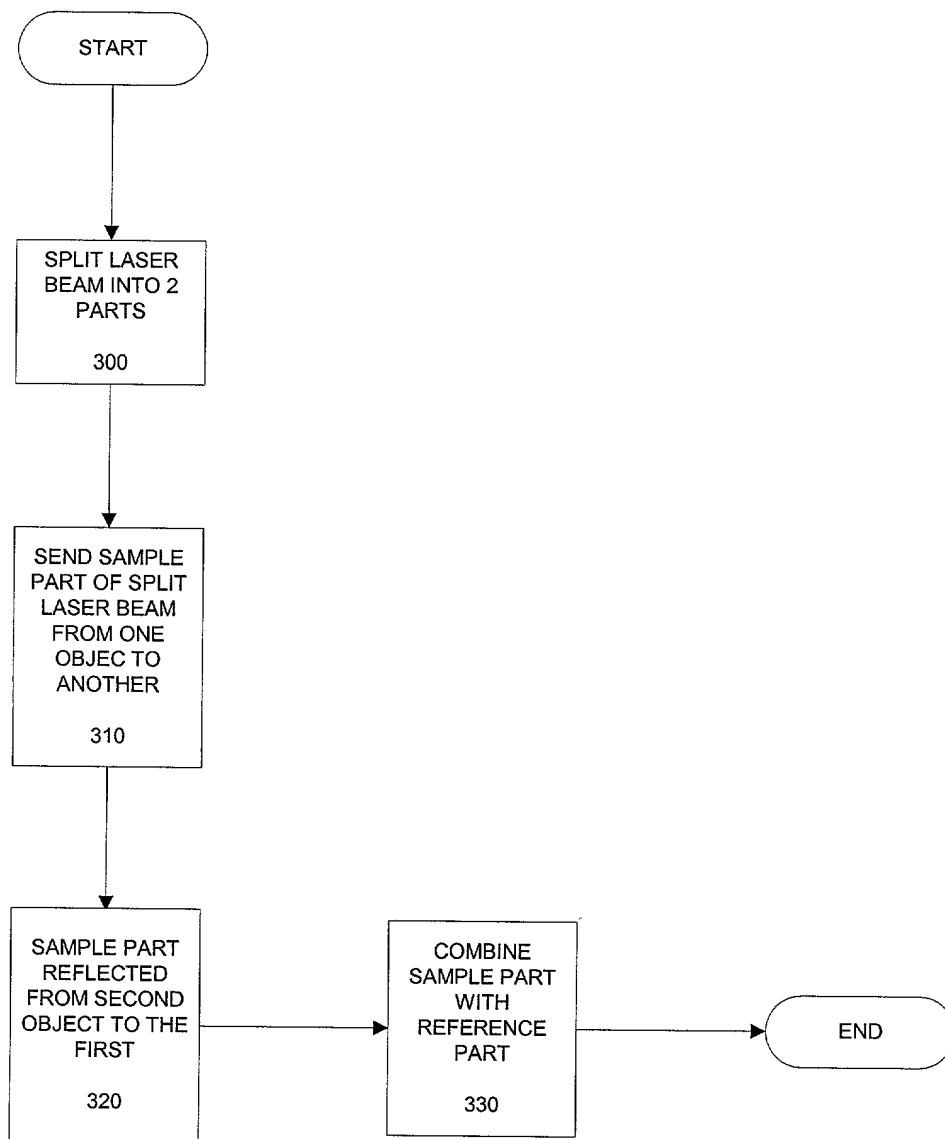 START
SPLIT LASER
BEAM INTO 2
PARTS
300
SEND SAMPLE
PART OF SPLIT
LASER BEAM
FROM ONE
OBJEC TO
ANOTHER
310
SAMPLE PART
REFLECTED
FROM SECOND
OBJECT TO THE
FIRST
320
COMBINE
SAMPLE PART
WITH
REFERENCE
PART
330
END